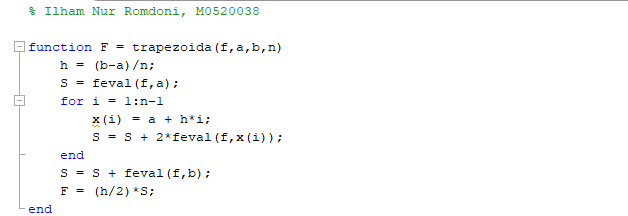 % Ilham Nur Romdoni, M0520038
function F = trapezoida(f,a,b,n)
h = (b-a)/n;
S = feval(f,a);
for i = 1:n-1
x(i) = a + h*i;
S = S + 2*feval(f,x(i));
end
S = S + feval(f,b);
F = (h/2)*S;
end